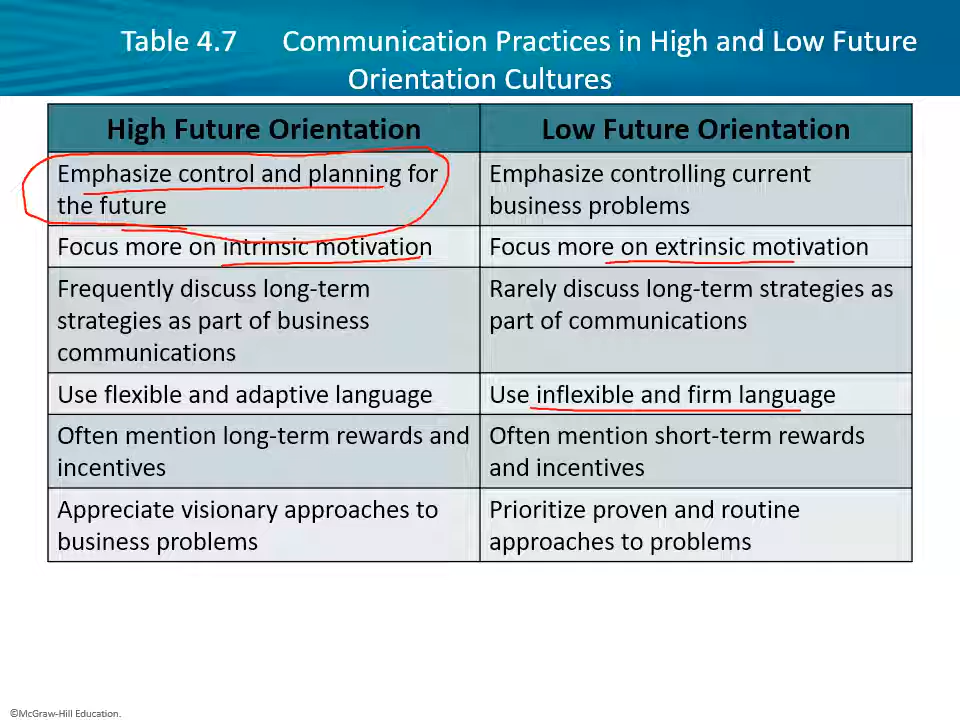 Table 4.7 Communication Practices in High and Low Future
Orientation Cultures
High Future Orientation
Low Future Orientation
Emphasize control and planning for
the future
Emphasize controlling current
business problems
Focus more on intrinsic motivation
Focus more on extrinsic motivation
Frequently discuss long-term
strategies as part of business
communications
Rarely discuss long-term strategies as
part of communications
Use flexible and adaptive language
Use inflexible and firm language
Often mention long-term rewards and
incentives
Often mention short-term rewards
and incentives
Appreciate visionary approaches to
business problems
Prioritize proven and routine
approaches to problems
©McGraw-Hill Education.